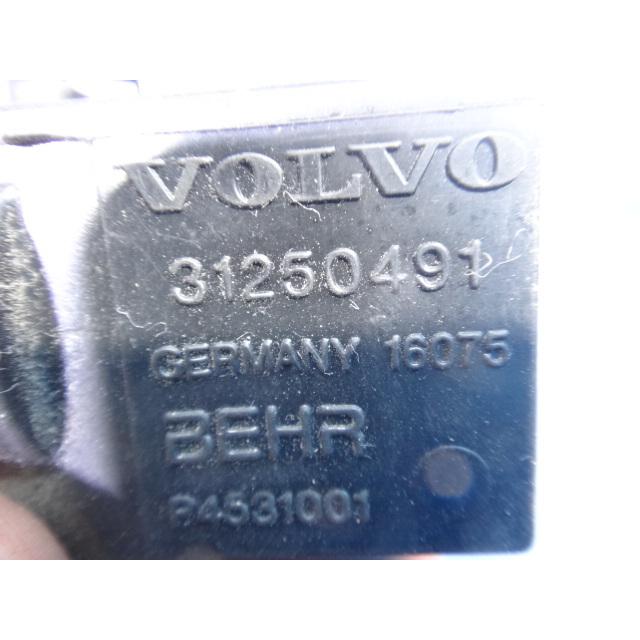 VOLVO
31250491
GERMANY 16075
BEHR
P4531001